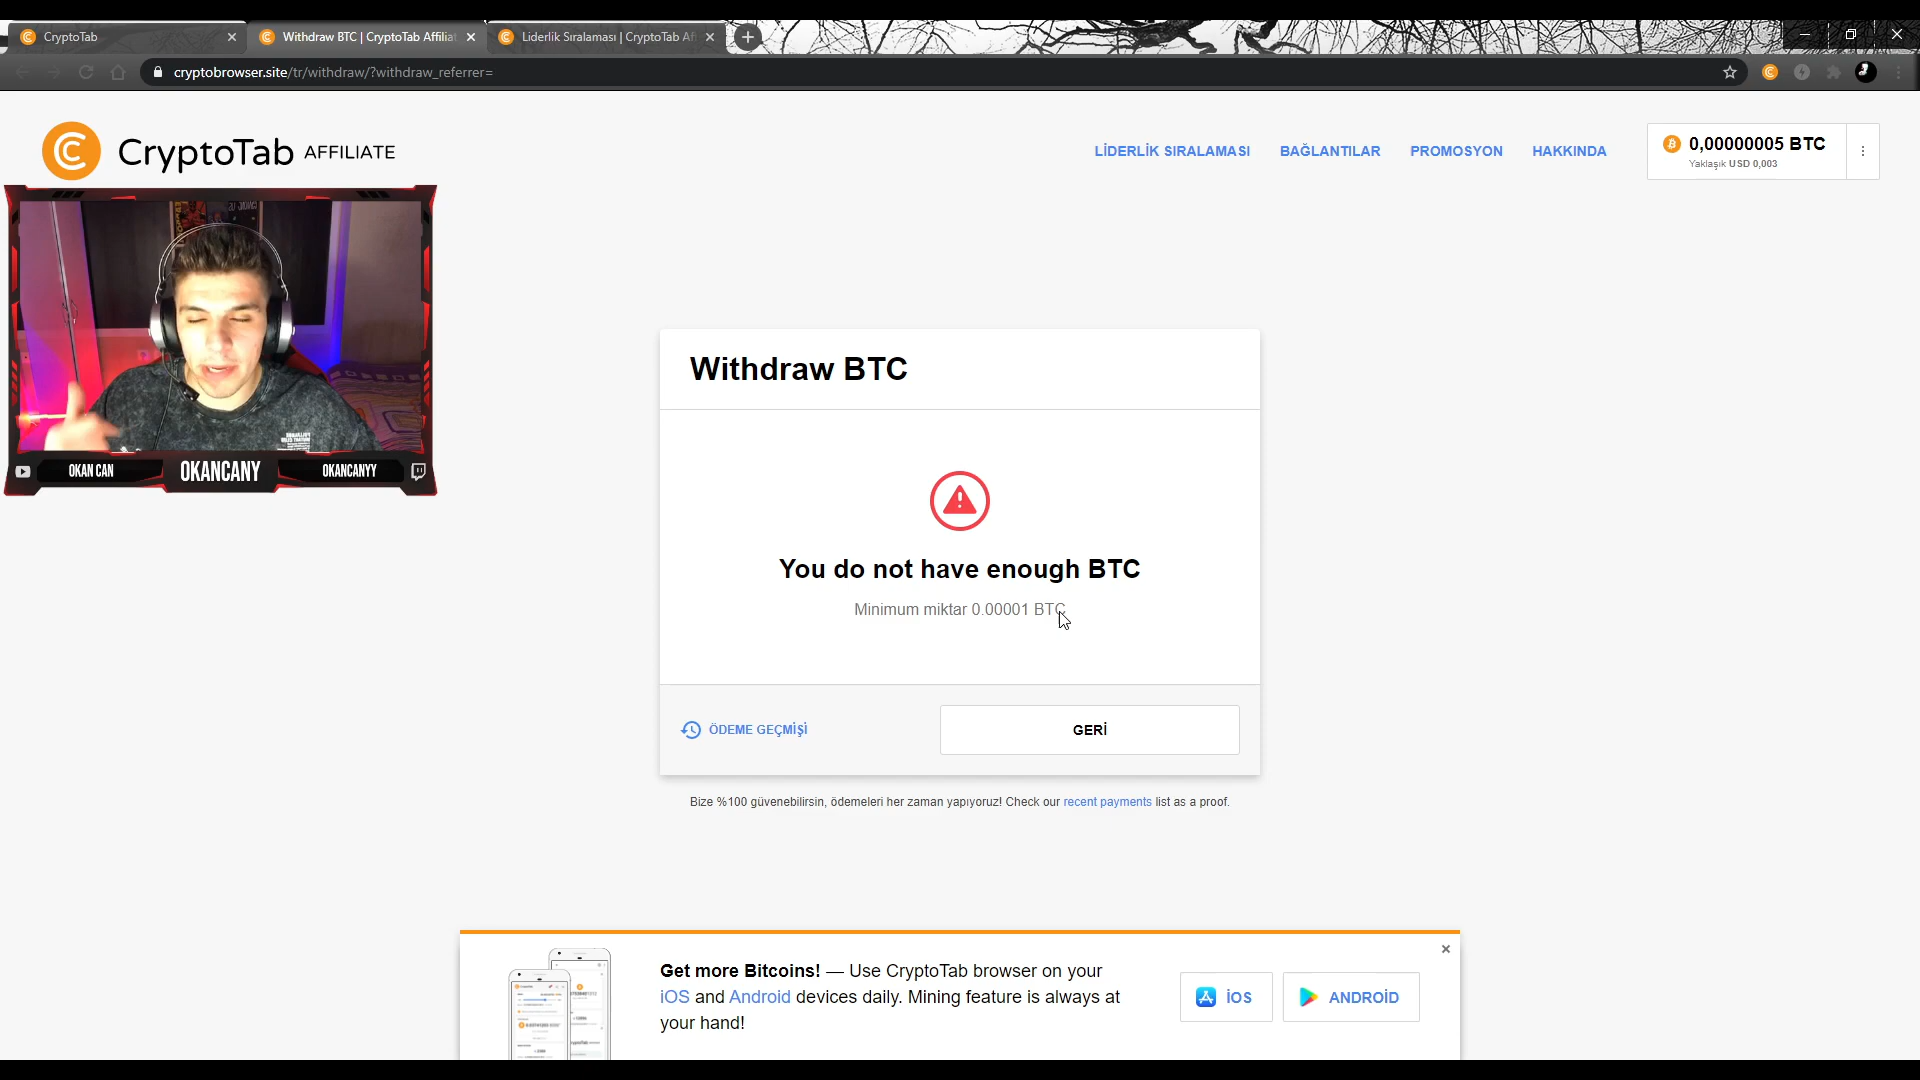 CryptoTab
Withdraw BTC | CryptoTab Affilia
Liderlik Sıralaması | CryptoTab Af
cryptobrowser.site/tr/withdraw/?withdraw_referrer=
CryptoTab AFFILIATE
LİDERLİK SIRALAMASI
BAĞLANTILAR
PROMOSYON
HAKKINDA
0,00000005 BTC
Yaklaşık USD 0,003
OKAN CAN
OKANCANY
OKANCANYY
Withdraw BTC
You do not have enough BTC
Minimum miktar 0.00001 BTC
ÖDEME GEÇMİŞİ
GERİ
Bize %100 güvenebilirsin, ödemeleri her zaman yapıyoruz! Check our recent payments list as a proof.
Get more Bitcoins! — Use CryptoTab browser on your
iOS and Android devices daily. Mining feature is always at
your hand!
İOS
ANDROİD